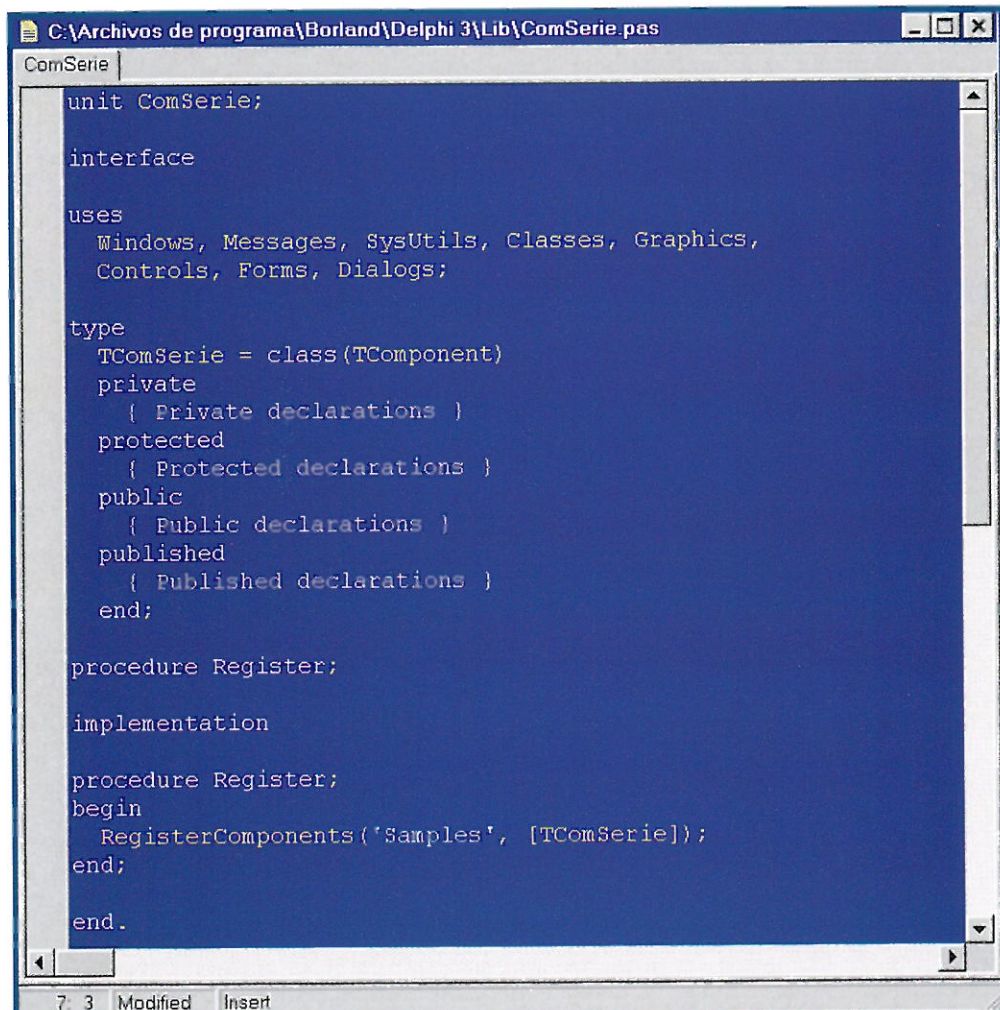 C:\Archivos de programa\Borland\Delphi 3\Lib\ComSerie.pas
ComSerie
unit ComSerie;
interface
uses
Windows, Messages, SysUtils, Classes, Graphics,
Controls, Forms, Dialogs;
type
TComSerie = class(TComponent)
private
{ Private declarations }
protected
{ Protected declarations }
public
{ Public declarations }
published
{ Published declarations }
end;
procedure Register;
implementation
procedure Register;
begin
RegisterComponents('Samples', [TComSerie]);
end;
end.
7: 3 Modified Insert